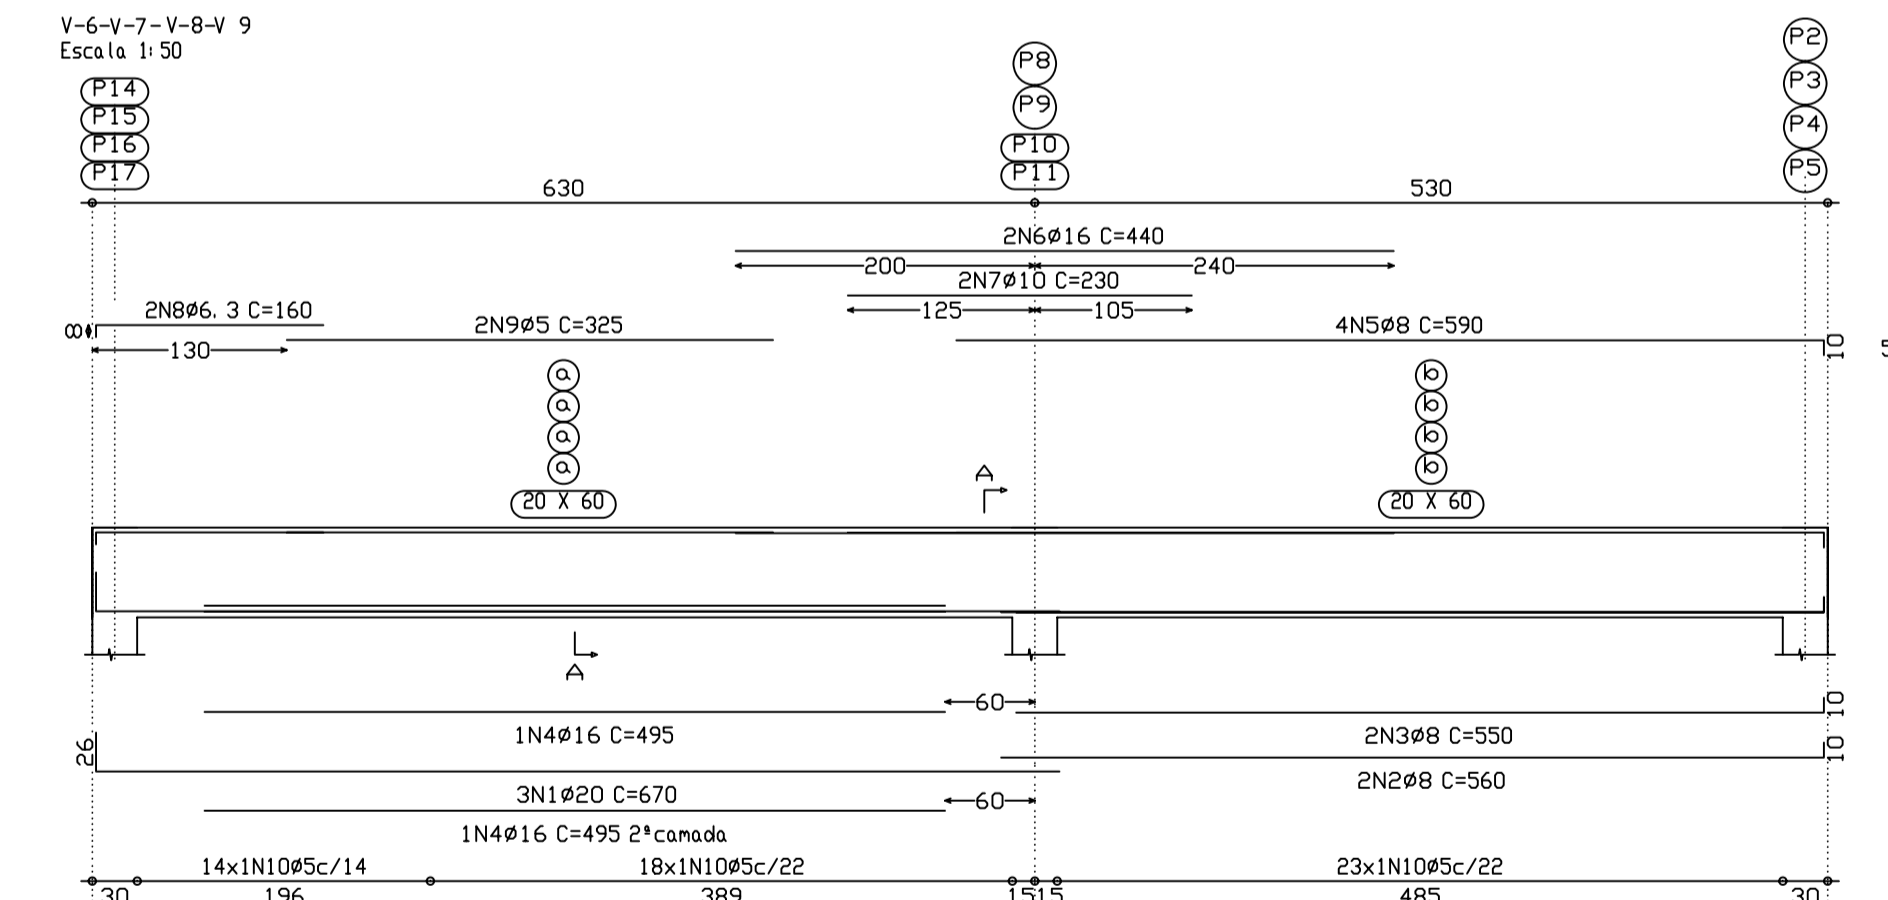 V-6-V-7-V-8-V 9
Escala 1:50
P14
P15
P16
P17
P8
P9
P10
P11
P2
P3
P4
P5
630
530
2N6ø16 C=440
200
240
2N7ø10 C=230
125
105
2N8ø6.3 C=160
8
130
2N9ø5 C=325
4N5ø8 C=590
10
a
a
a
a
20 X 60
b
b
b
b
20 X 60
A
A
60
10
1N4ø16 C=495
2N3ø8 C=550
26
10
3N1ø20 C=670
2N2ø8 C=560
60
1N4ø16 C=495 2ªcamada
14x1N10ø5c/14
18x1N10ø5c/22
23x1N10ø5c/22
30
196
389
15
15
485
30